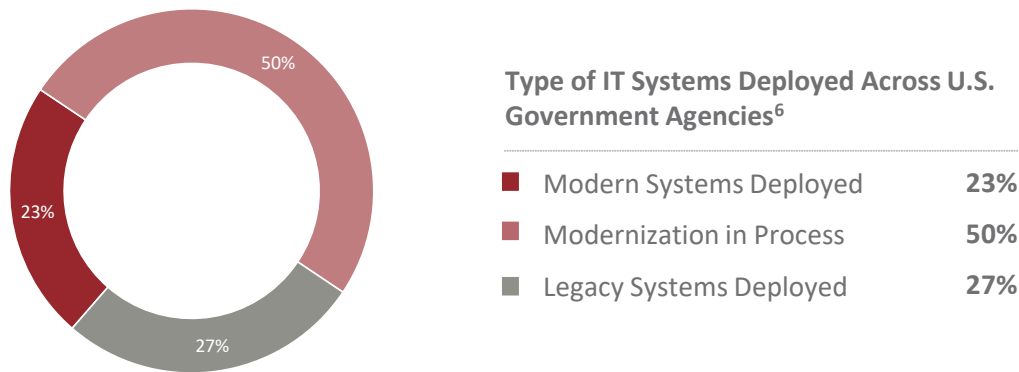 50%
23%
27%
Type of IT Systems Deployed Across U.S.
Government Agencies⁶
Modern Systems Deployed 23%
Modernization in Process 50%
Legacy Systems Deployed 27%